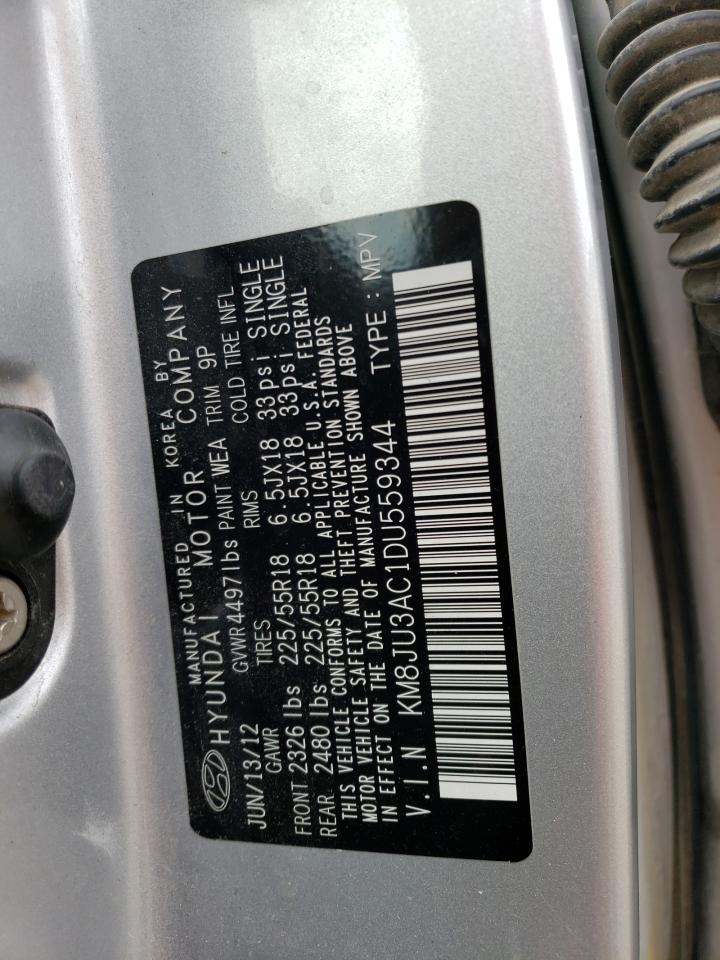 MANUFACTURED IN KOREA BY
HYUNDAI MOTOR COMPANY
JUN/13/12 GVWR 4497lbs PAINT WEA TRIM 9P
GAWR TIRES RIMS COLD TIRE INFL
FRONT 2326 lbs 225/55R18 6.5JX18 33psi SINGLE
REAR 2480 lbs 225/55R18 6.5JX18 33psi SINGLE
THIS VEHICLE CONFORMS TO ALL APPLICABLE U.S.A. FEDERAL
MOTOR VEHICLE SAFETY AND THEFT PREVENTION STANDARDS
IN EFFECT ON THE DATE OF MANUFACTURE SHOWN ABOVE
V.I.N KM8JU3AC1DU559344 TYPE : MPV